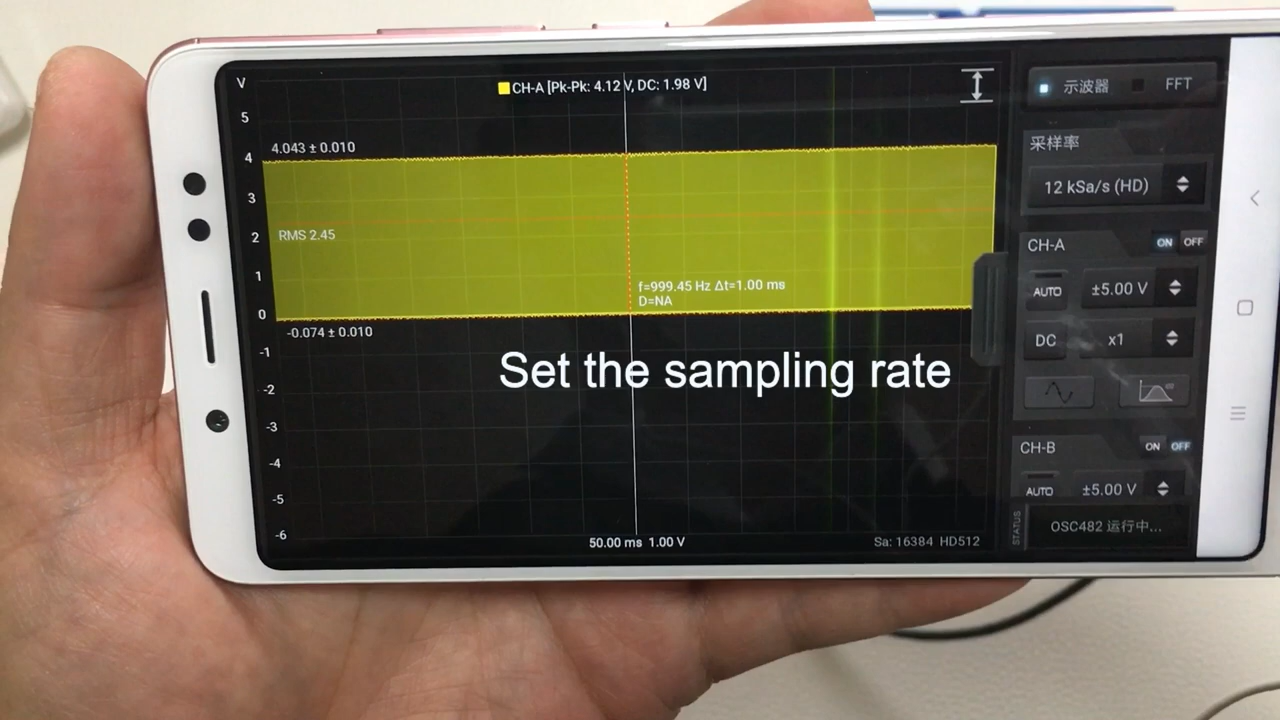 V
CH-A [Pk-Pk: 4.12 V, DC: 1.98 V]
5
4
3
2
1
0
-1
-2
-3
-4
-5
-6
4.043 ± 0.010
RMS 2.45
f=999.45 Hz Δt=1.00 ms
D=NA
-0.074 ± 0.010
Set the sampling rate
50.00 ms 1.00 V
Sa: 16384 HD512
示波器 FFT
采样率
12 kSa/s (HD)
CH-A ON OFF
AUTO ±5.00 V
DC x1
CH-B ON OFF
AUTO ±5.00 V
STATUS
OSC482 运行中...